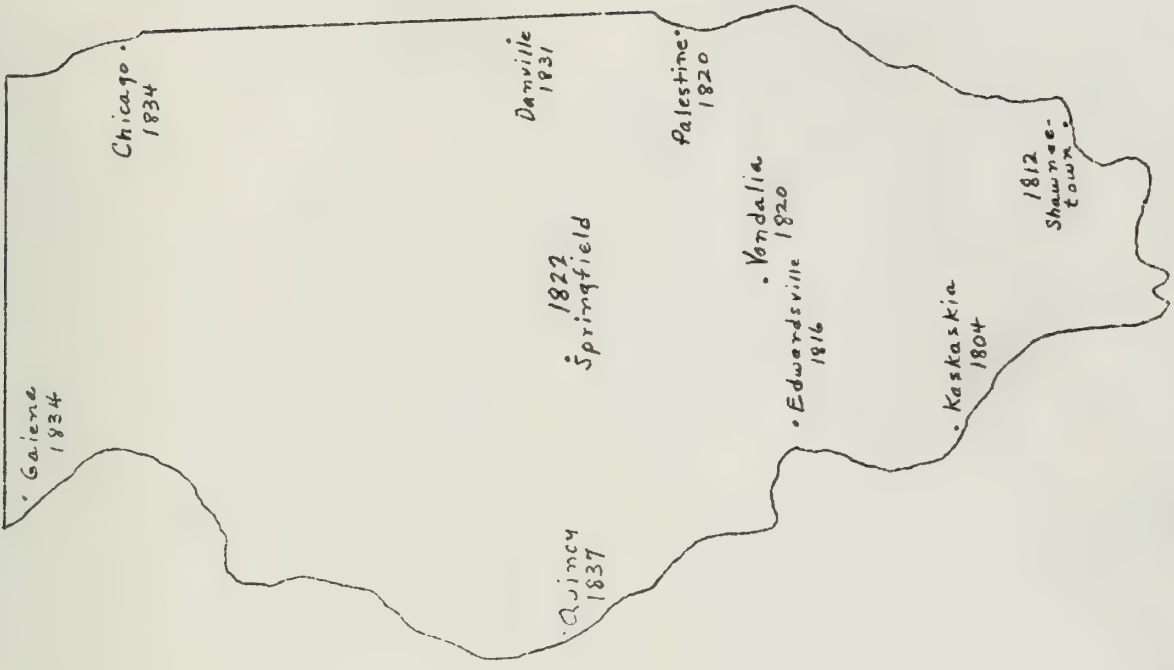 Galena
1834
Chicago
1834
Quincy
1837
1822
Springfield
Danville
1831
Palestine
1820
Edwardsville
1816
Vandalia
1820
Kaskaskia
1804
1812
Shawnee-
town